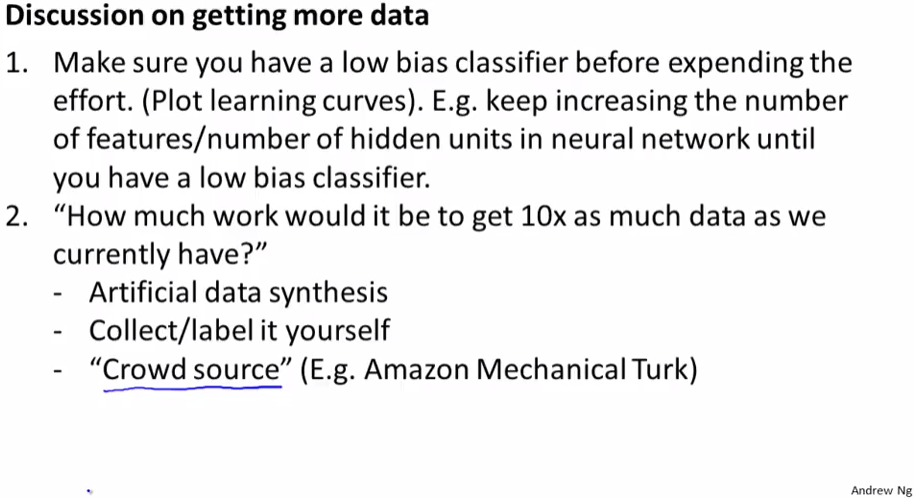 Discussion on getting more data
1. Make sure you have a low bias classifier before expending the
effort. (Plot learning curves). E.g. keep increasing the number
of features/number of hidden units in neural network until
you have a low bias classifier.
2. “How much work would it be to get 10x as much data as we
currently have?”
- Artificial data synthesis
- Collect/label it yourself
- “Crowd source” (E.g. Amazon Mechanical Turk)
Andrew Ng